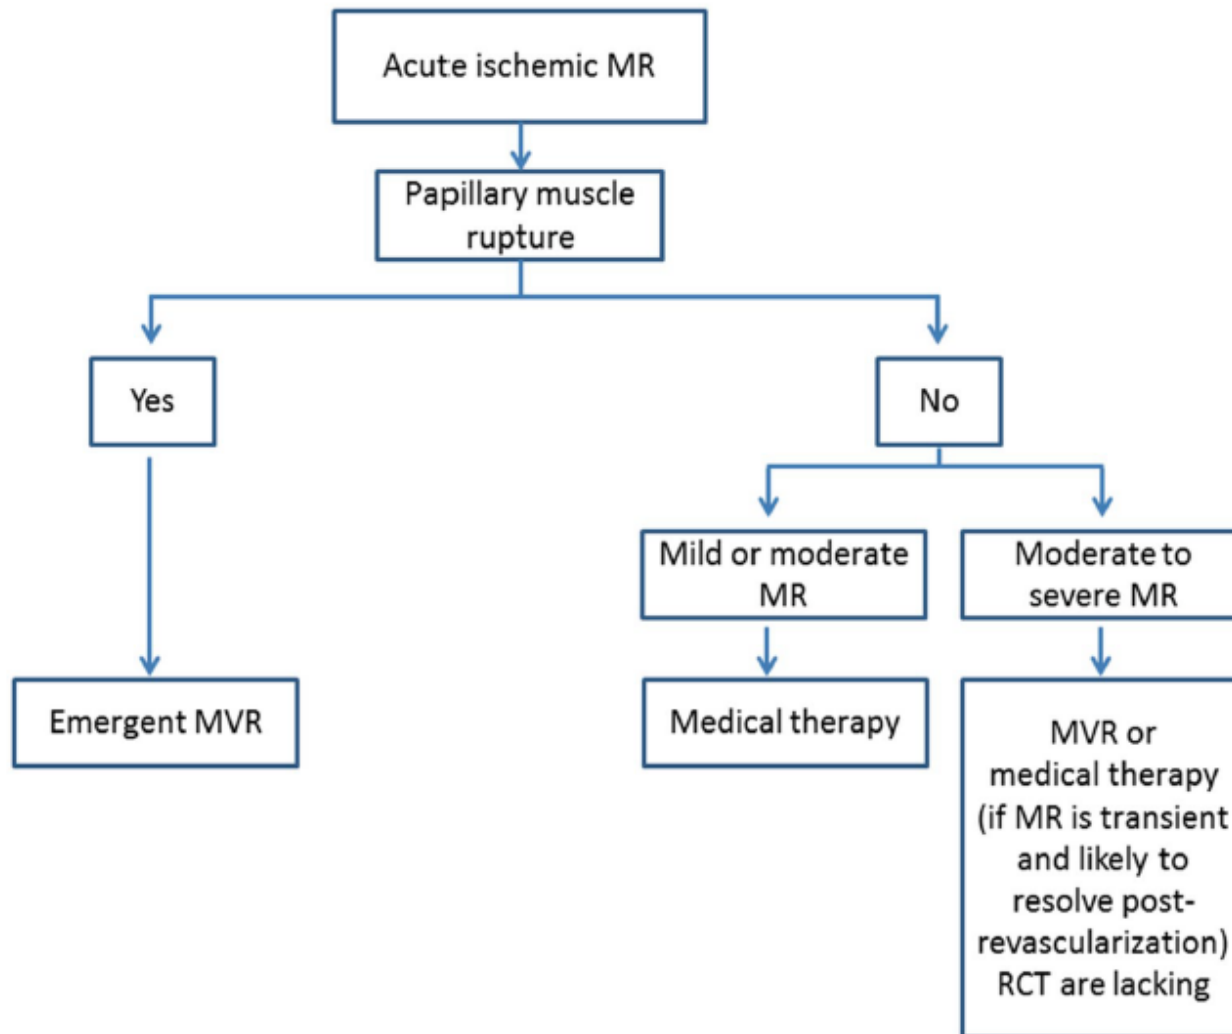 Acute ischemic MR
Papillary muscle
rupture
Yes
No
Mild or moderate
MR
Moderate to
severe MR
Emergent MVR
Medical therapy
MVR or
medical therapy
(if MR is transient
and likely to
resolve post-
revascularization)
RCT are lacking